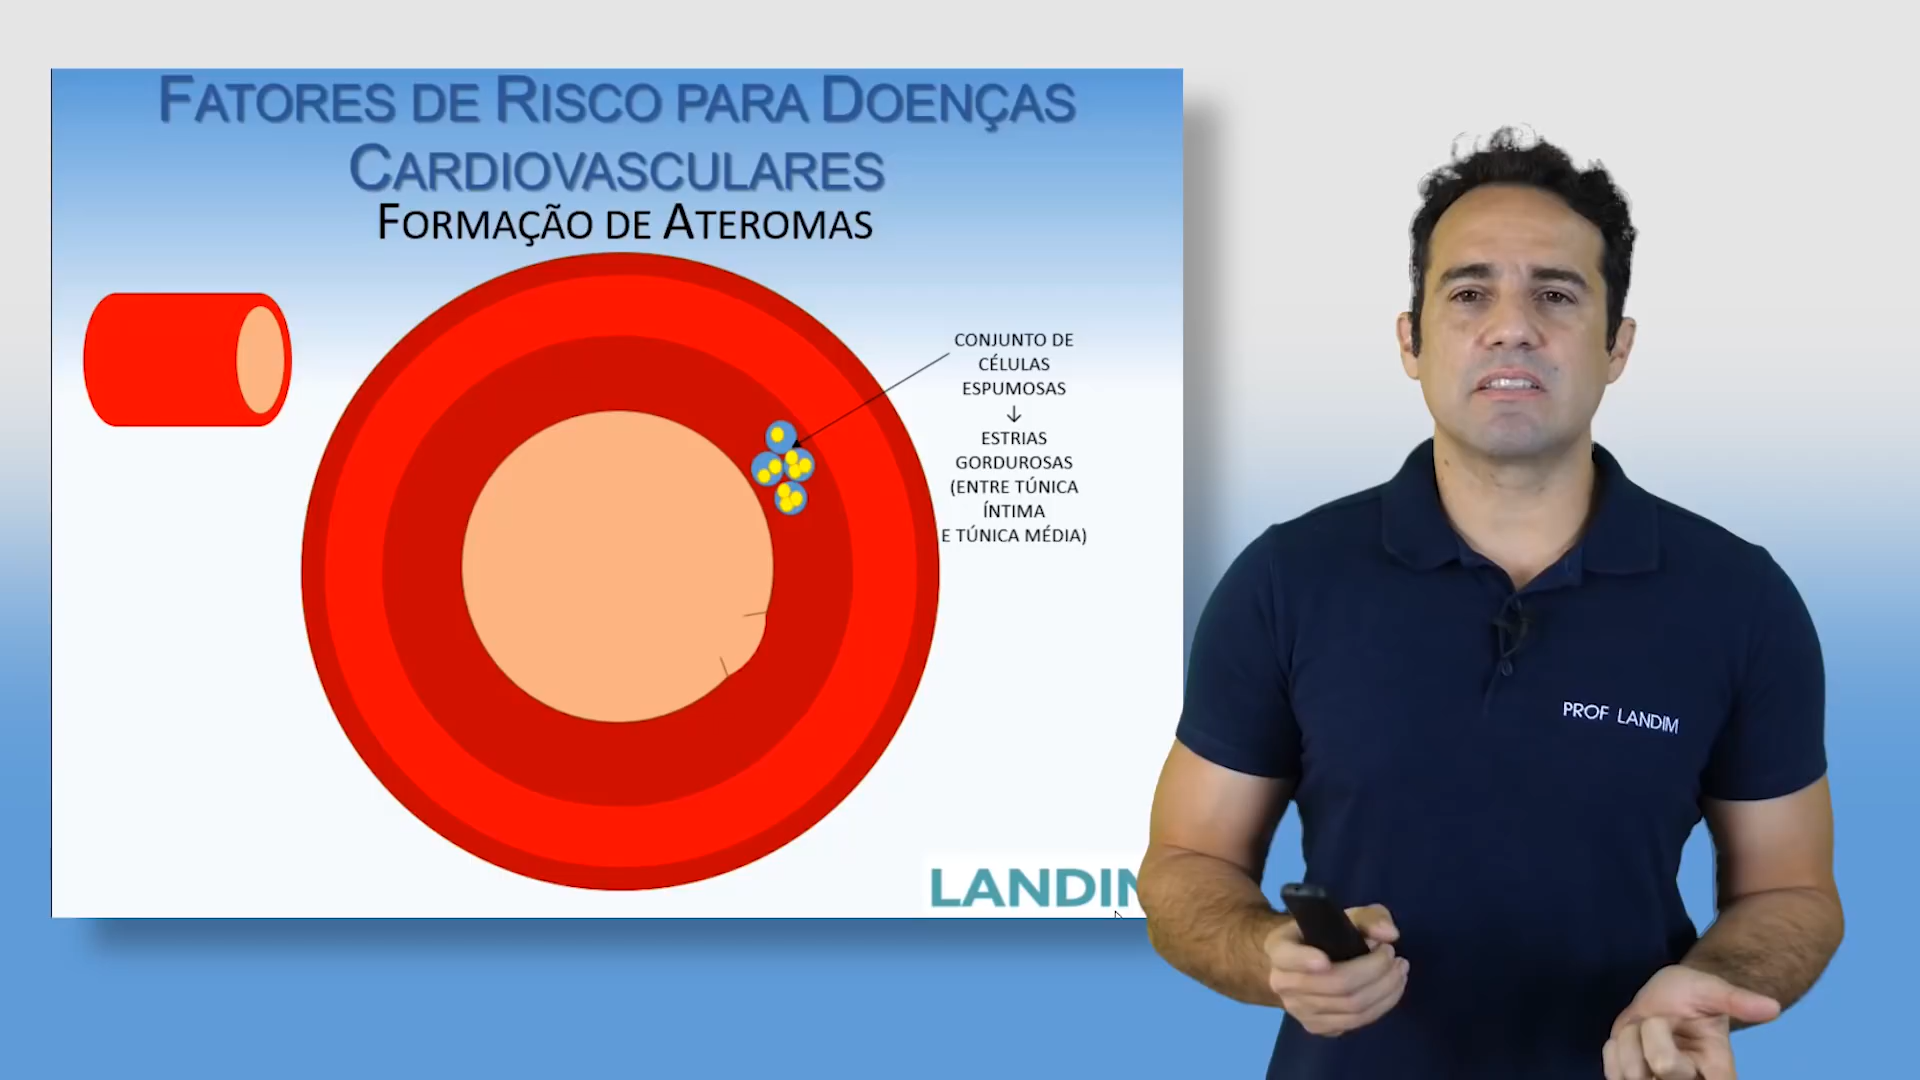 FATORES DE RISCO PARA DOENÇAS
CARDIOVASCULARES
FORMAÇÃO DE ATEROMAS
CONJUNTO DE
CÉLULAS
ESPUMOSAS
↓
ESTRIAS
GORDUROSAS
(ENTRE TÚNICA
ÍNTIMA
E TÚNICA MÉDIA)
PROF LANDIM